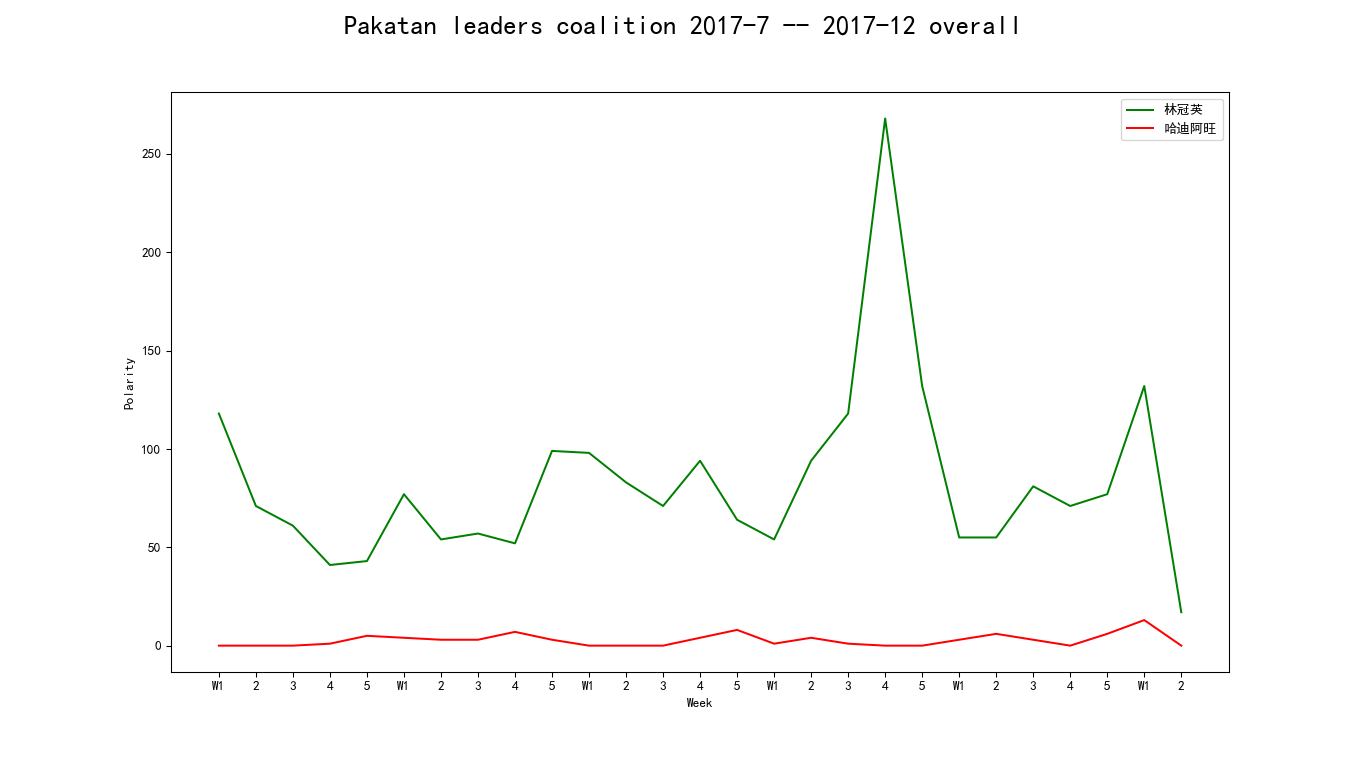 Pakatan leaders coalition 2017-7 -- 2017-12 overall
林冠英
哈迪阿旺
250
200
150
100
50
0
Polarity
W1 2 3 4 5 W1 2 3 4 5 W1 2 3 4 5 W1 2 3 4 5 W1 2 3 4 5 W1 2
Week